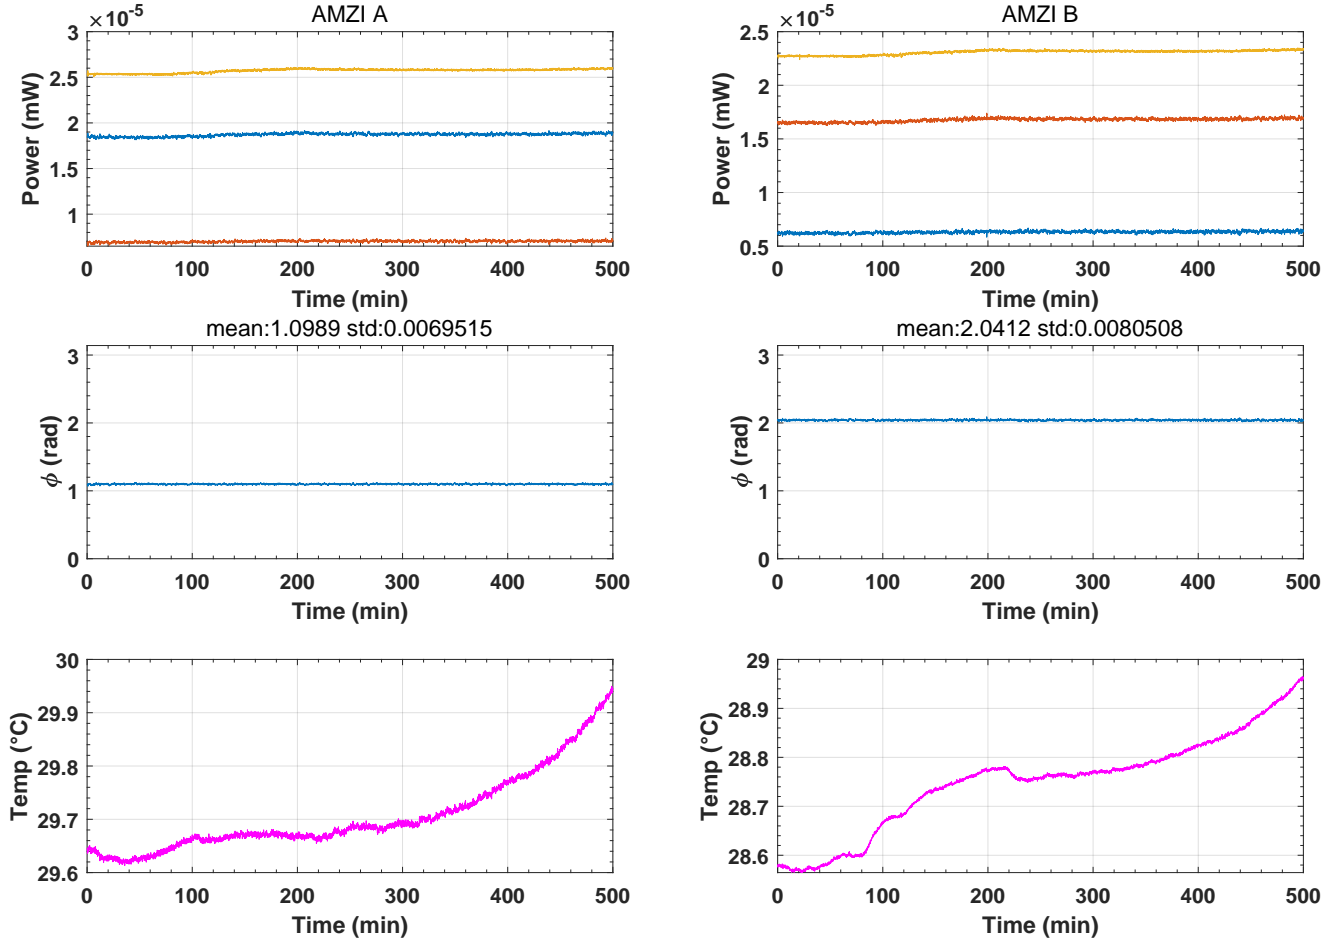 AMZI A
×10-5
3
2.5
2
1.5
1
Power (mW)
0 100 200 300 400 500
Time (min)
AMZI B
×10-5
2.5
2
1.5
1
0.5
Power (mW)
0 100 200 300 400 500
Time (min)
mean:1.0989 std:0.0069515
3
2
1
0
ϕ (rad)
0 100 200 300 400 500
Time (min)
mean:2.0412 std:0.0080508
3
2
1
0
ϕ (rad)
0 100 200 300 400 500
Time (min)
30
29.9
29.8
29.7
29.6
Temp (°C)
0 100 200 300 400 500
Time (min)
29
28.9
28.8
28.7
28.6
Temp (°C)
0 100 200 300 400 500
Time (min)